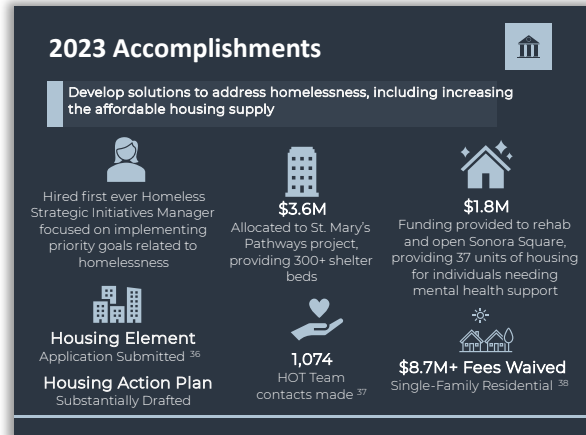 2023 Accomplishments
Develop solutions to address homelessness, including increasing
the affordable housing supply
Hired first ever Homeless
Strategic Initiatives Manager
focused on implementing
priority goals related to
homelessness
$3.6M
Allocated to St. Mary's
Pathways project,
providing 300+ shelter
beds
$1.8M
Funding provided to rehab
and open Sonora Square,
providing 37 units of housing
for individuals needing
mental health support
Housing Element
Application Submitted 36
Housing Action Plan
Substantially Drafted
1,074
HOT Team
contacts made 37
$8.7M+ Fees Waived
Single-Family Residential 38